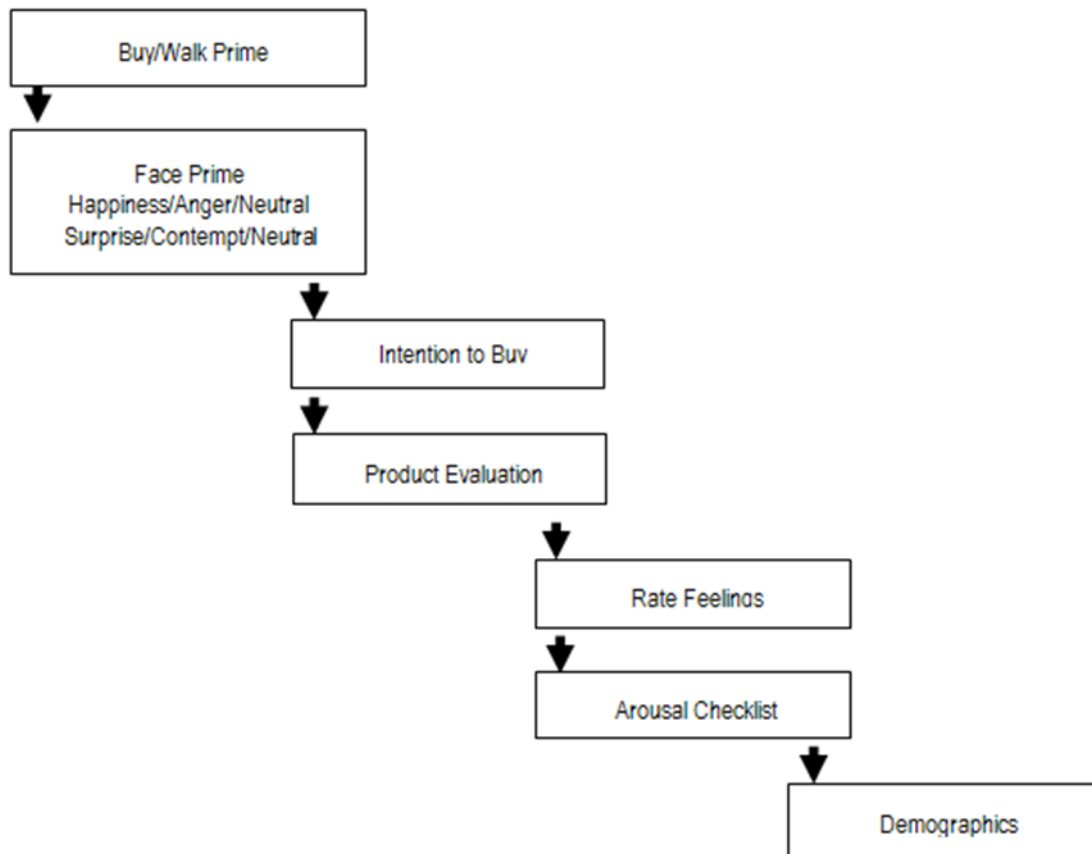 Buy/Walk Prime
Face Prime
Happiness/Anger/Neutral
Surprise/Contempt/Neutral
Intention to Buy
Product Evaluation
Rate Feelings
Arousal Checklist
Demographics